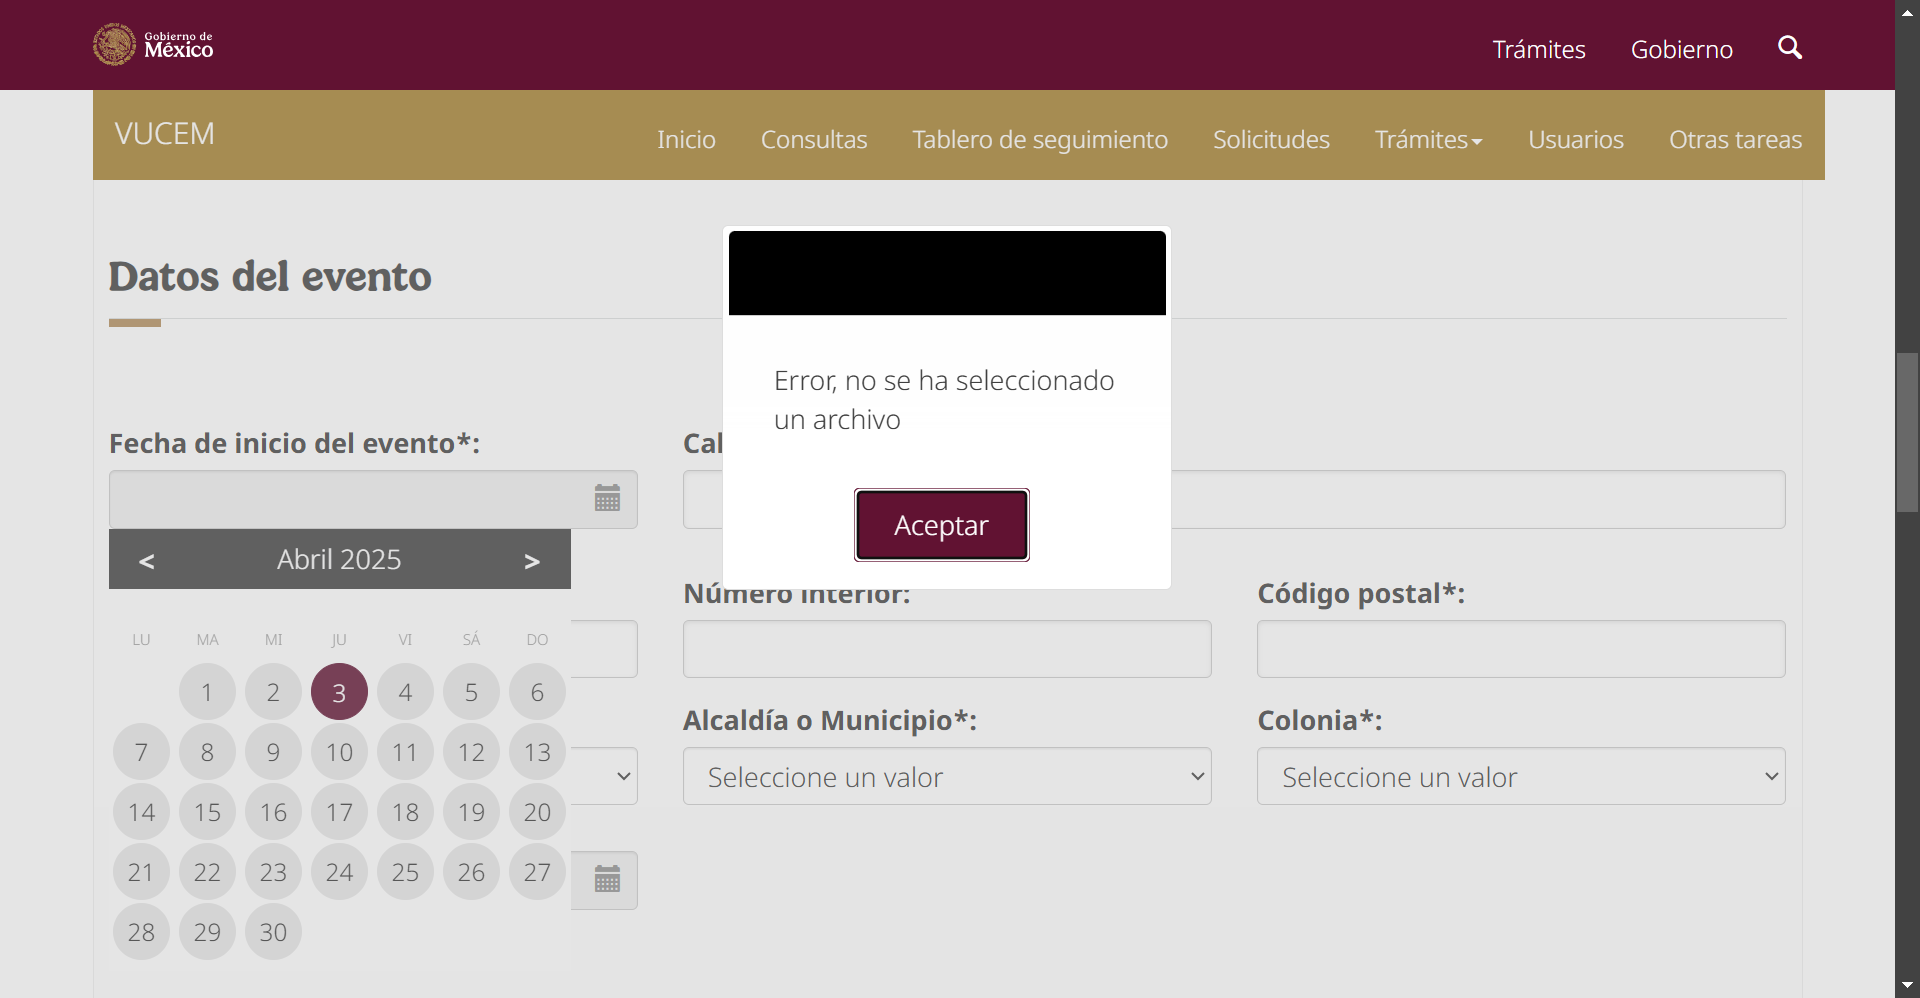 Gobierno de
México
Trámites
Gobierno
VUCEM
Inicio
Consultas
Tablero de seguimiento
Solicitudes
Trámites
Usuarios
Otras tareas
Datos del evento
Error, no se ha seleccionado
un archivo
Aceptar
Fecha de inicio del evento*:
Cal
< Abril 2025 >
LU MA MI JU VI SÁ DO
1 2 3 4 5 6
7 8 9 10 11 12 13
14 15 16 17 18 19 20
21 22 23 24 25 26 27
28 29 30
Número interior:
Código postal*:
Alcaldía o Municipio*:
Seleccione un valor
Colonia*:
Seleccione un valor